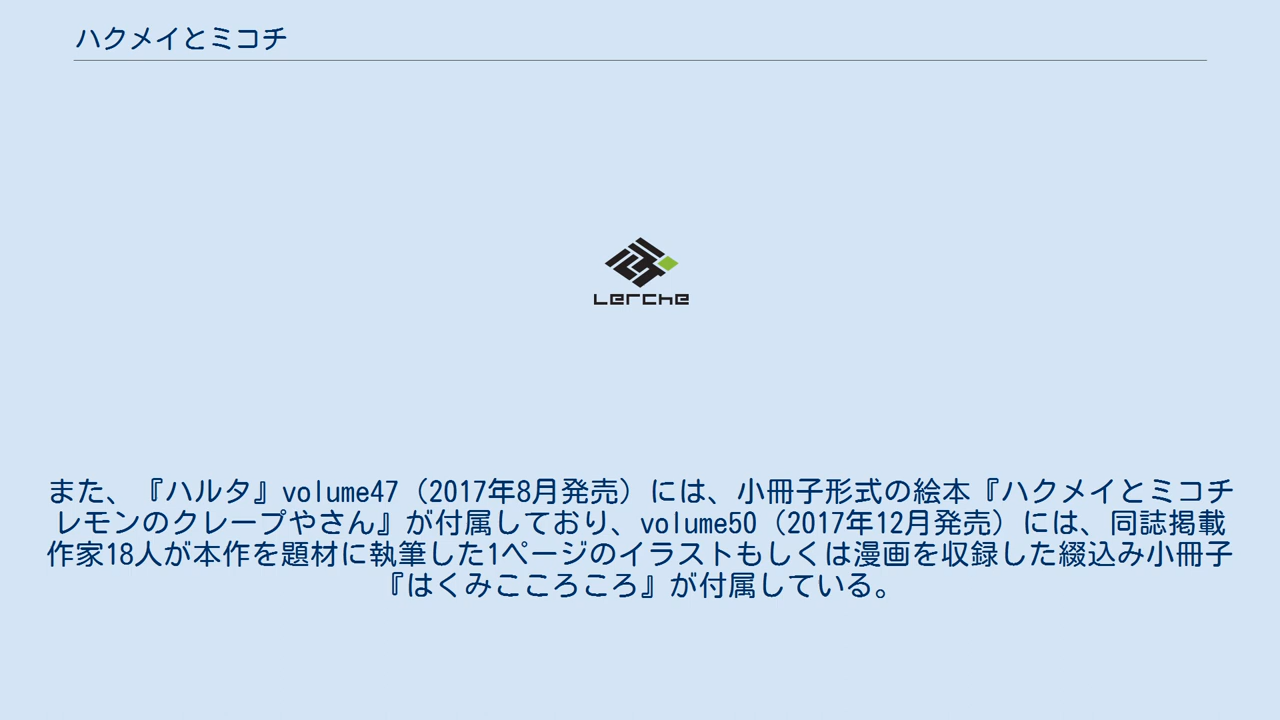 ハクメイとミコチ
Lerche
また、『ハルタ』volume47（2017年8月発売）には、小冊子形式の絵本『ハクメイとミコチ
レモンのクレープやさん』が付属しており、volume50（2017年12月発売）には、同誌掲載
作家18人が本作を題材に執筆した1ページのイラストもしくは漫画を収録した綴込み小冊子
『はくみこころころ』が付属している。